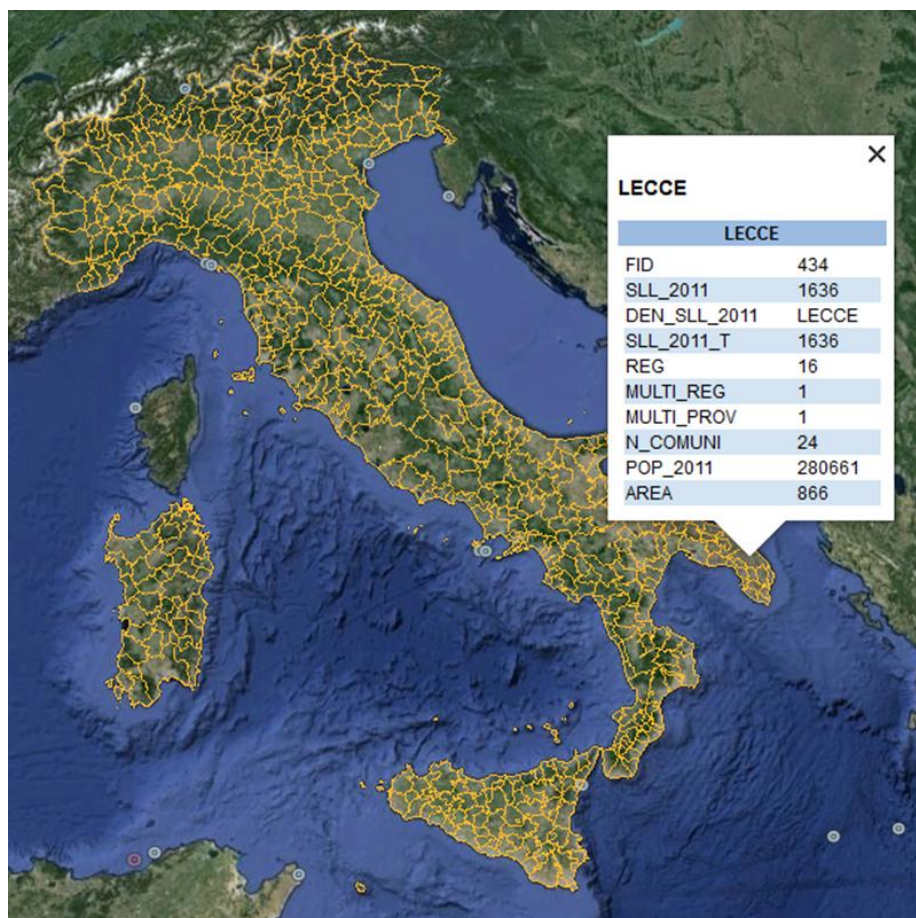 LECCE
LECCE
FID 434
SLL_2011 1636
DEN_SLL_2011 LECCE
SLL_2011_T 1636
REG 16
MULTI_REG 1
MULTI_PROV 1
N_COMUNI 24
POP_2011 280661
AREA 866